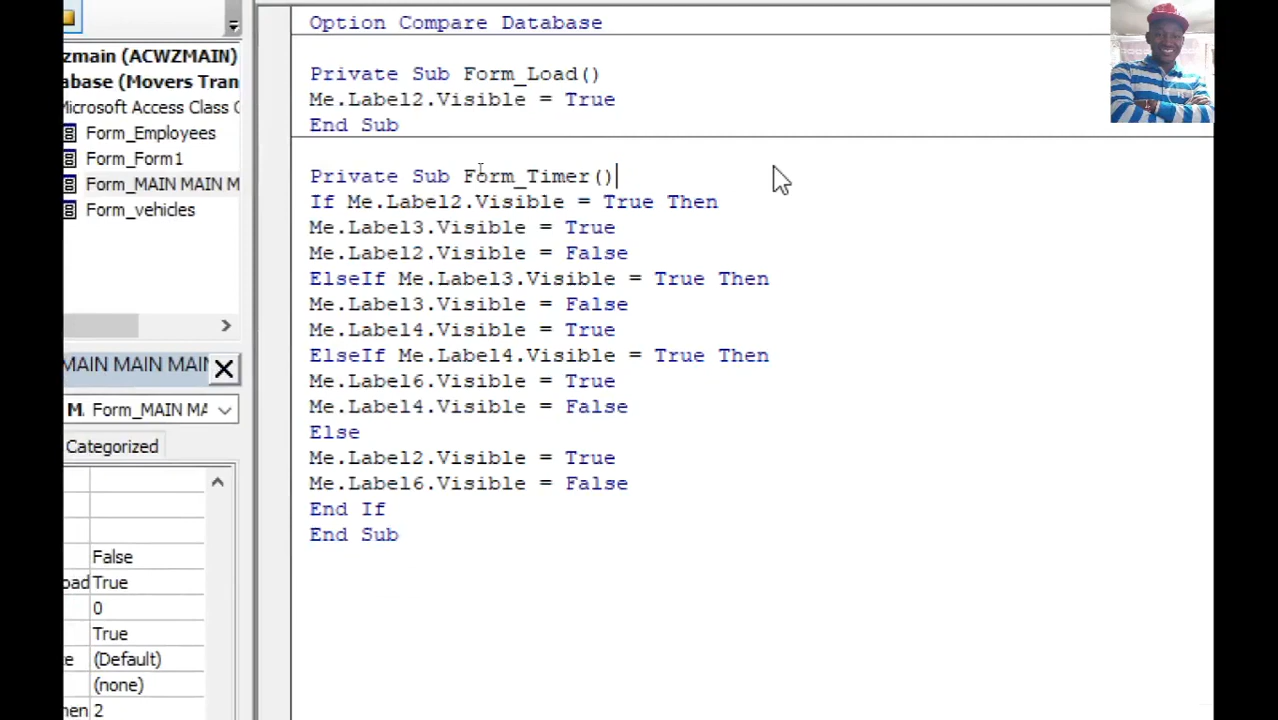 zmain (ACWZMAIN)
abase (Movers Tran
Microsoft Access Class O
Form_Employees
Form_Form1
Form_MAIN MAIN M
Form_vehicles
MAIN MAIN MAIN
M. Form_MAIN MA
Categorized
False
oad True
0
True
te (Default)
(none)
nen 2
Option Compare Database
Private Sub Form_Load()
Me.Label2.Visible = True
End Sub
Private Sub Form_Timer()
If Me.Label2.Visible = True Then
Me.Label3.Visible = True
Me.Label2.Visible = False
ElseIf Me.Label3.Visible = True Then
Me.Label3.Visible = False
Me.Label4.Visible = True
ElseIf Me.Label4.Visible = True Then
Me.Label6.Visible = True
Me.Label4.Visible = False
Else
Me.Label2.Visible = True
Me.Label6.Visible = False
End If
End Sub